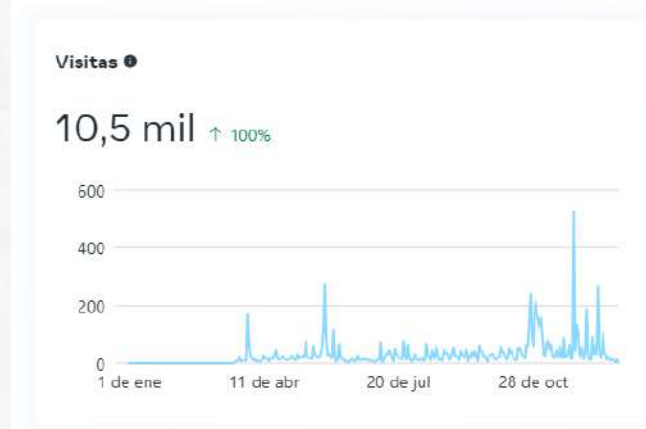 Visitas
10,5 mil ↑ 100%
600
400
200
0
1 de ene 11 de abr 20 de jul 28 de oct